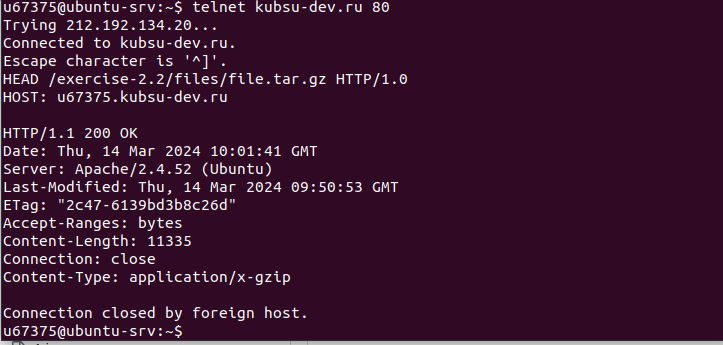 u67375@ubuntu-srv:~$ telnet kubsu-dev.ru 80
Trying 212.192.134.20...
Connected to kubsu-dev.ru.
Escape character is '^]'.
HEAD /exercise-2.2/files/file.tar.gz HTTP/1.0
HOST: u67375.kubsu-dev.ru

HTTP/1.1 200 OK
Date: Thu, 14 Mar 2024 10:01:41 GMT
Server: Apache/2.4.52 (Ubuntu)
Last-Modified: Thu, 14 Mar 2024 09:50:53 GMT
ETag: "2c47-6139bd3b8c26d"
Accept-Ranges: bytes
Content-Length: 11335
Connection: close
Content-Type: application/x-gzip

Connection closed by foreign host.
u67375@ubuntu-srv:~$